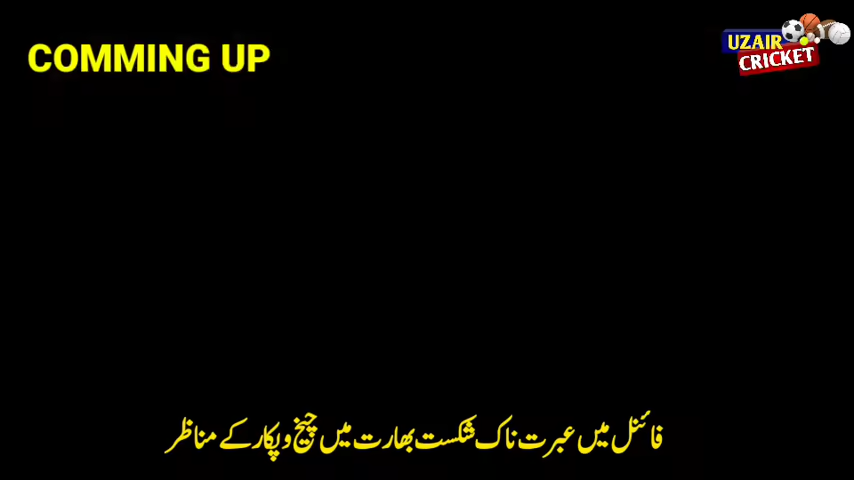 COMMING UP
UZAIR
CRICKET
فائنل میں عبرت ناک شکست بھارت میں چیخ و پکار کے مناظر